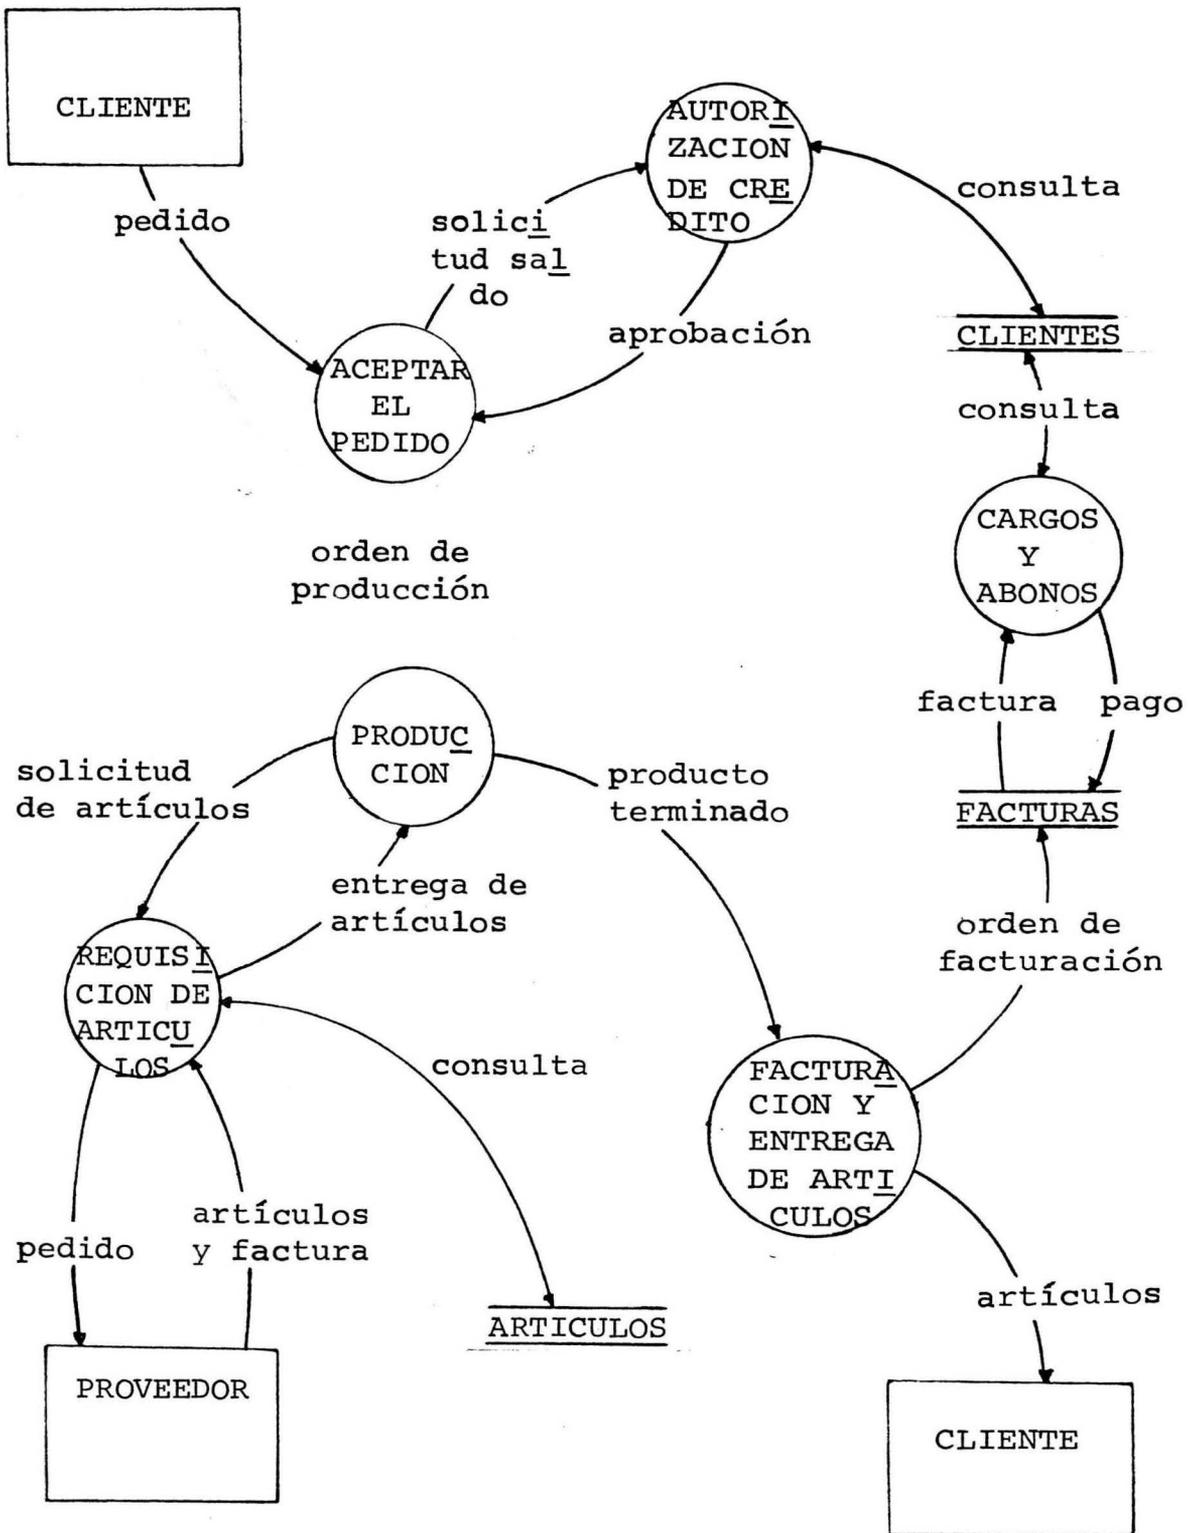 CLIENTE
pedido
solici
tud sal
do
AUTORI
ZACION
DE CRE
DITO
consulta
aprobación
CLIENTES
ACEPTAR
EL
PEDIDO
consulta
CARGOS
Y
ABONOS
orden de
producción
factura
pago
PRODUC
CION
solicitud
de artículos
producto
terminado
FACTURAS
entrega de
artículos
orden de
facturación
REQUISI
CION DE
ARTICU
LOS
consulta
FACTURA
CION Y
ENTREGA
DE ARTI
CULOS
pedido
artículos
y factura
artículos
ARTICULOS
PROVEEDOR
CLIENTE